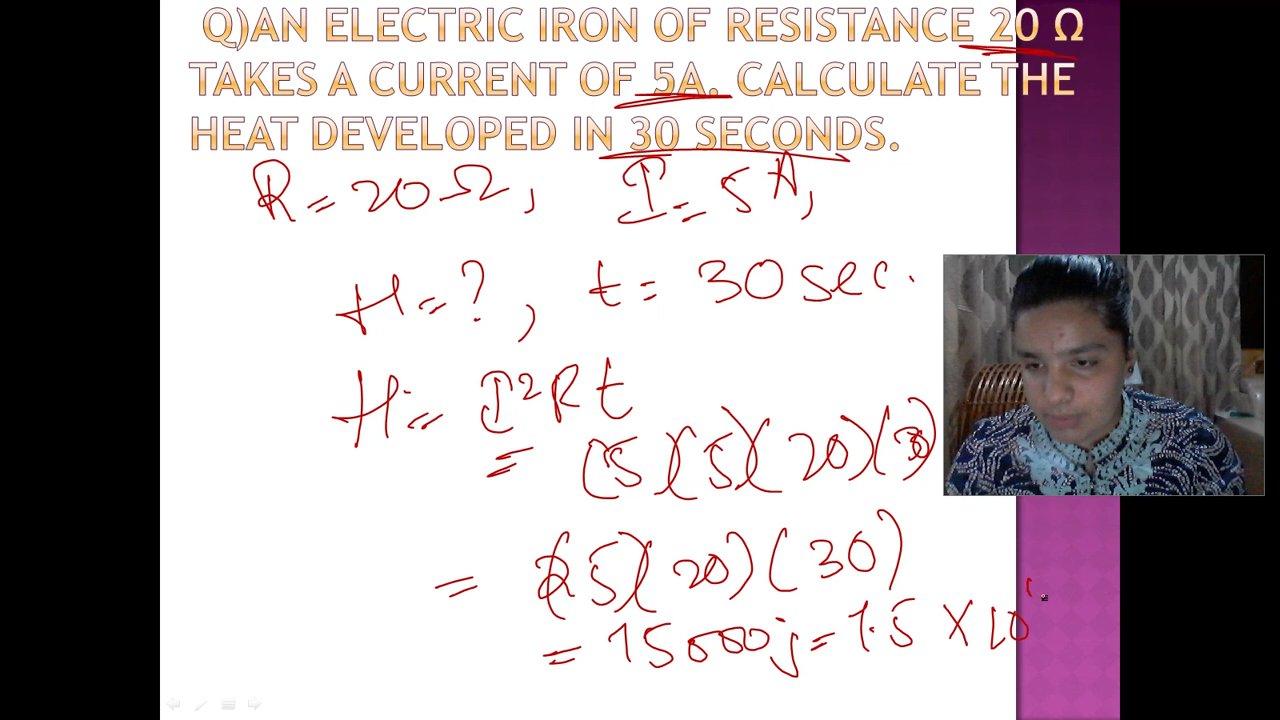 Q)AN ELECTRIC IRON OF RESISTANCE 20 Ω
TAKES A CURRENT OF 5A. CALCULATE THE
HEAT DEVELOPED IN 30 SECONDS.
R = 20Ω, I = 5A,
H = ?, t = 30 sec.
H = I²Rt
= (5)(5)(20)(30)
= (25)(20)(30)
= 15000j = 1.5 X 10